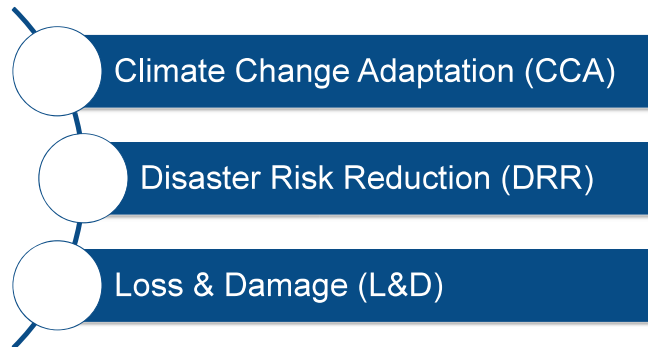 Climate Change Adaptation (CCA)
Disaster Risk Reduction (DRR)
Loss & Damage (L&D)